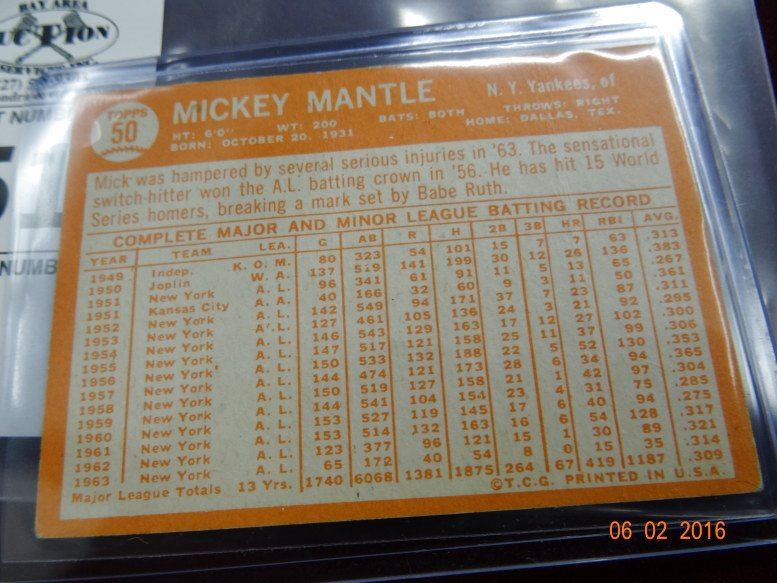 BAY AREA
UCTION
SERVICES, INC.
NUMB
TOPPS
50
MICKEY MANTLE N. Y. Yankees, of
HT: 6'0" WT: 200 BATS: BOTH THROWS: RIGHT
BORN: OCTOBER 20, 1931 HOME: DALLAS, TEX.
Mick was hampered by several serious injuries in '63. The sensational
switch-hitter won the A.L. batting crown in '56. He has hit 15 World
Series homers, breaking a mark set by Babe Ruth.
COMPLETE MAJOR AND MINOR LEAGUE BATTING RECORD
YEAR TEAM LEA. G AB R H 2B 3B HR RBI AVG.
1949 Indep. K. O. M. 80 323 54 101 15 7 7 63 .313
1950 Joplin W. A. 137 519 141 199 30 12 26 136 .383
1951 New York A. L. 96 341 61 91 11 5 13 65 .267
1951 Kansas City A. A. 40 166 32 60 9 3 11 50 .361
1952 New York A. L. 142 549 94 171 37 7 23 87 .311
1953 New York A. L. 127 461 105 136 24 3 21 92 .295
1954 New York A. L. 146 543 129 163 17 12 27 102 .300
1955 New York A. L. 147 517 121 158 25 11 37 99 .306
1956 New York A. L. 150 533 132 188 22 5 52 130 .353
1957 New York A. L. 144 474 121 173 28 6 34 94 .365
1958 New York A. L. 150 519 127 158 21 1 42 97 .304
1959 New York A. L. 144 541 104 154 23 4 31 75 .285
1960 New York A. L. 153 527 119 145 17 6 40 94 .275
1961 New York A. L. 153 514 132 163 16 6 54 128 .317
1962 New York A. L. 123 377 96 121 15 1 30 89 .321
1963 New York A. L. 65 172 40 54 8 0 15 35 .314
Major League Totals 13 Yrs. 1740 6068 1381 1875 264 67 419 1187 .309
©T.C.G. PRINTED IN U.S.A.
06 02 2016